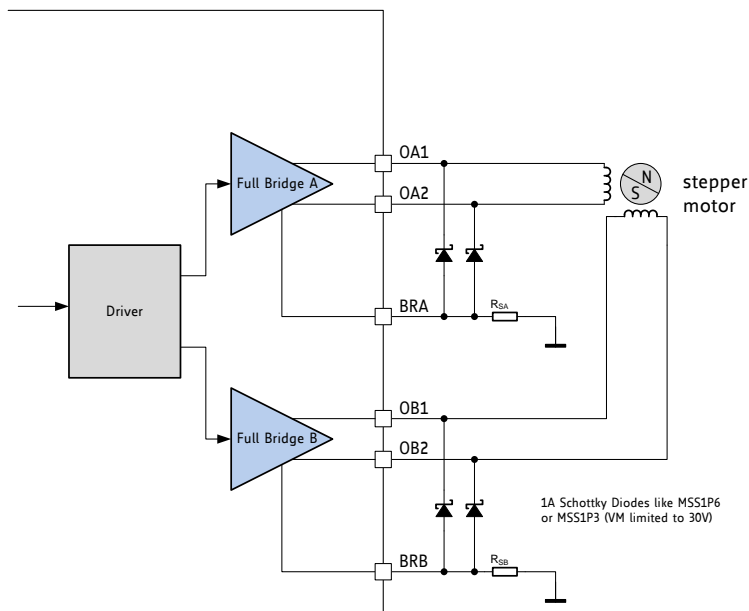 OA1
Full Bridge A
OA2
N
S
stepper
motor
Driver
BRA
RSA
OB1
Full Bridge B
OB2
1A Schottky Diodes like MSS1P6
or MSS1P3 (VM limited to 30V)
BRB
RSB